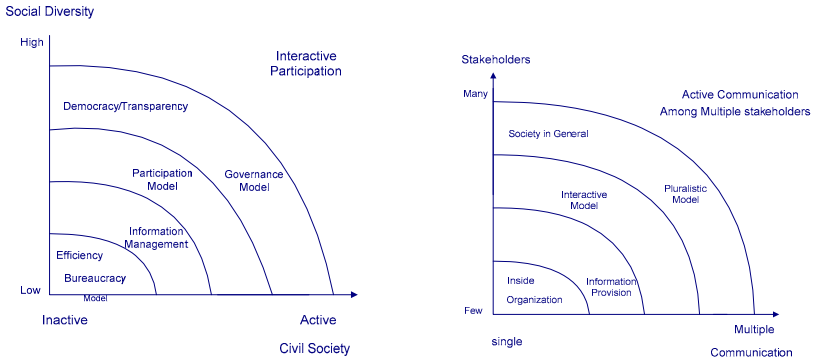 Social Diversity
High
Interactive
Participation
Democracy/Transparency
Participation
Model
Governance
Model
Information
Management
Efficiency
Bureaucracy
Model
Low
Inactive
Active
Civil Society
Stakeholders
Many
Active Communication
Among Multiple stakeholders
Society in General
Interactive
Model
Pluralistic
Model
Inside
Organization
Information
Provision
Few
single
Multiple
Communication